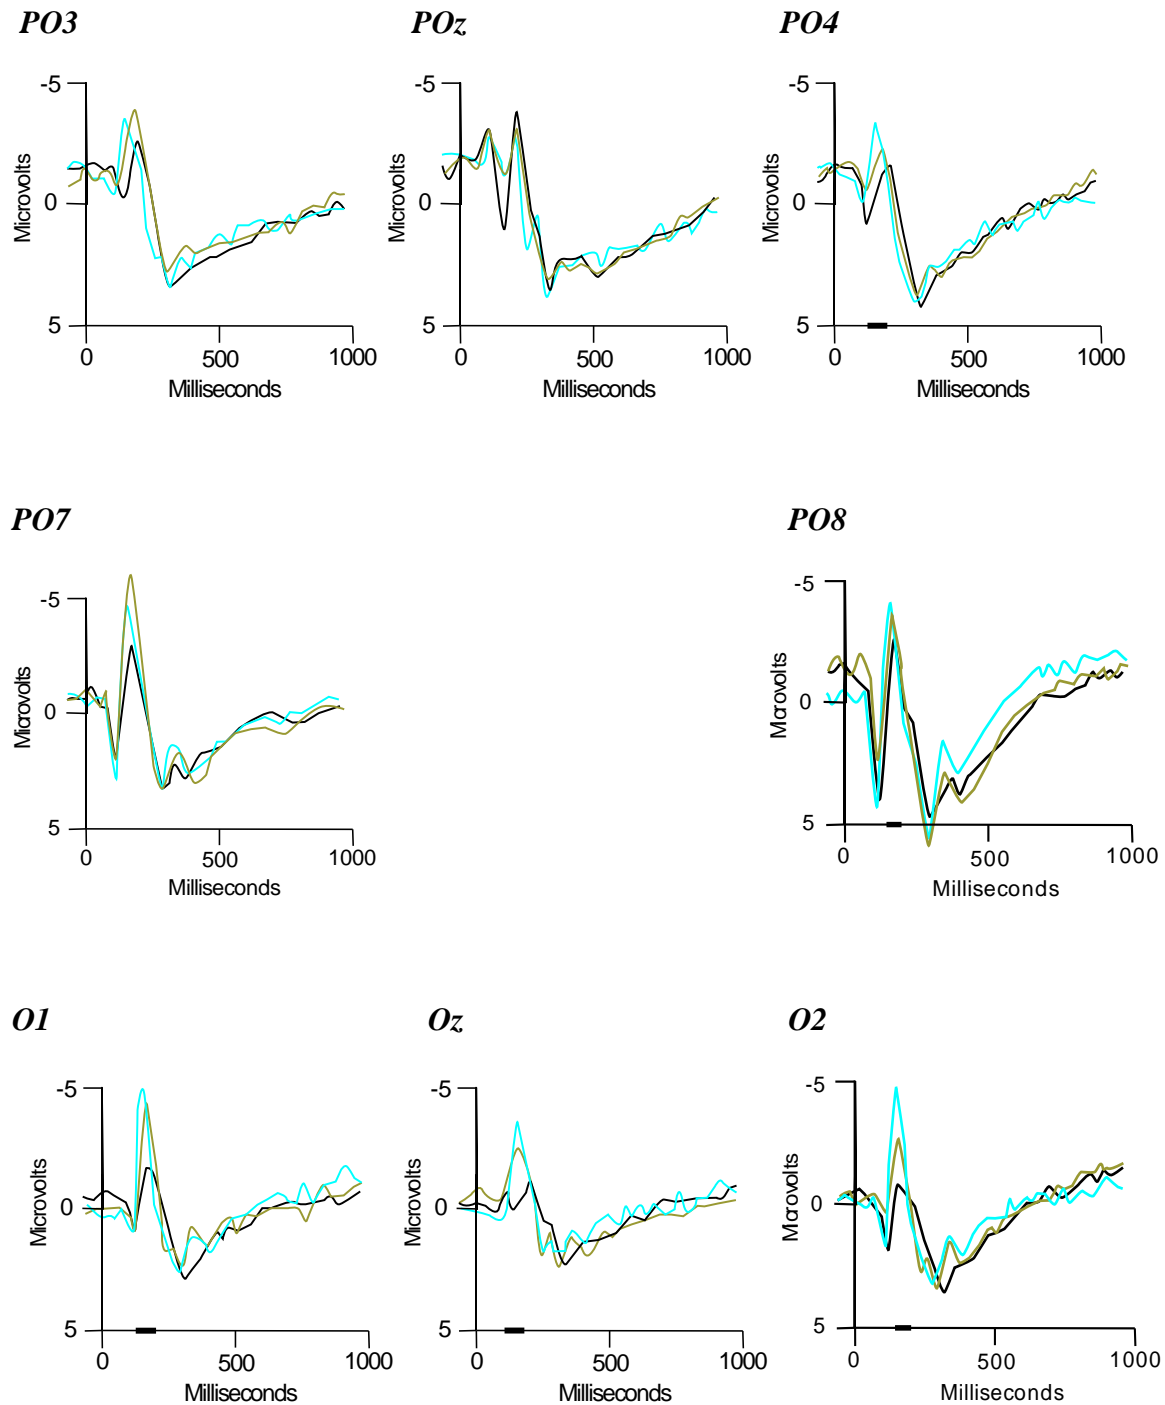 PO3 POz PO4
-5 -5 -5
Microvolts Microvolts Microvolts
0 0 0
5 5 5
0 500 1000 0 500 1000 0 500 1000
Milliseconds Milliseconds Milliseconds
PO7 PO8
-5 -5
Microvolts Mcrovolts
0 0
5 5
0 500 1000 0 500 1000
Milliseconds Milliseconds
O1 Oz O2
-5 -5 -5
Microvolts Microvolts Mcrovolts
0 0 0
5 5 5
0 500 1000 0 500 1000 0 500 1000
Milliseconds Milliseconds Milliseconds